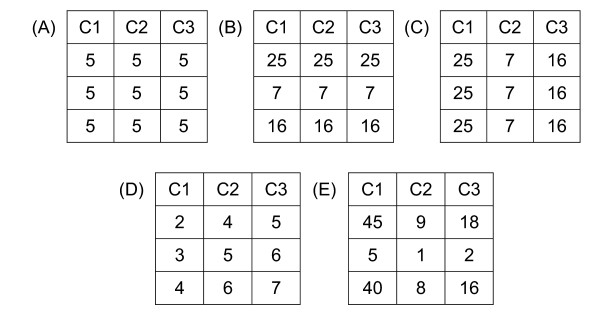 (A) C1 C2 C3 (B) C1 C2 C3 (C) C1 C2 C3
5 5 5 25 25 25 25 7 16
5 5 5 7 7 7 25 7 16
5 5 5 16 16 16 25 7 16
(D) C1 C2 C3 (E) C1 C2 C3
2 4 5 45 9 18
3 5 6 5 1 2
4 6 7 40 8 16